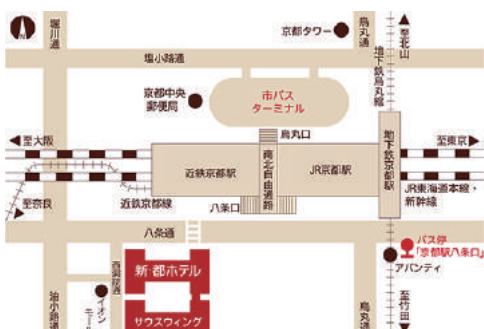 堀川通
烏丸通
至北山
京都タワー
地下鉄烏丸線
塩小路通
京都中央
郵便局
市バス
ターミナル
烏丸口
至大阪
至東京
近鉄京都駅
南北自由通路
JR京都駅
地下鉄京都駅
至奈良
近鉄京都線
八条口
JR東海道本線・
新幹線
八条通
バス停
「京都駅八条口」
アバンティ
西洞院通
新・都ホテル
油小路通
イオン
サウスウィング
烏丸通
至竹田